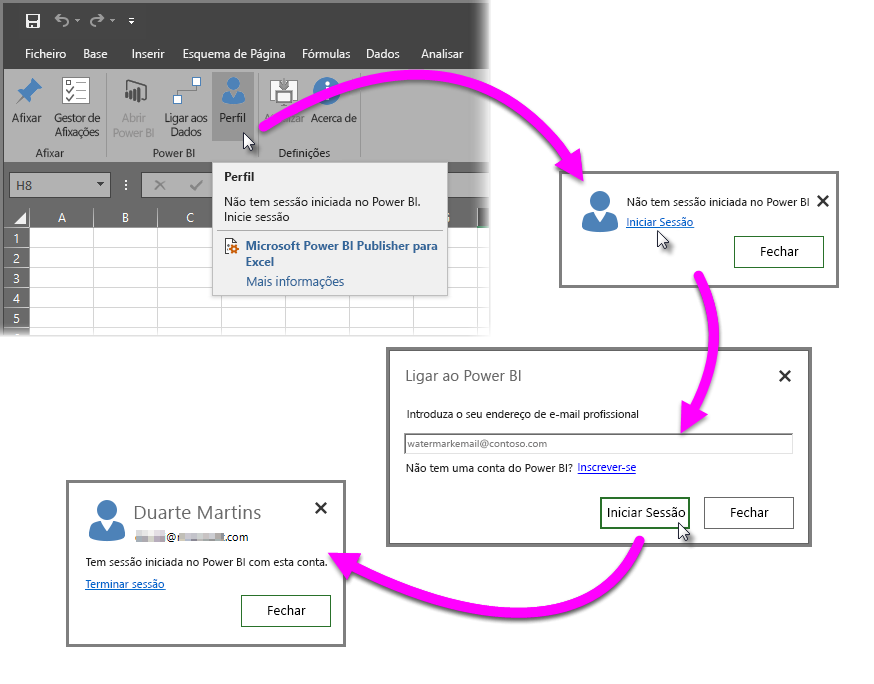 Ficheiro Base Inserir Esquema de Página Fórmulas Dados Analisar
Afixar Gestor de Afixações Abrir Power BI Ligar aos Dados Perfil Acerca de
Afixar Power BI Definições
H8
A B C
1
2
3
4
5
Perfil
Não tem sessão iniciada no Power BI.
Inicie sessão
Microsoft Power BI Publisher para
Excel
Mais informações
Não tem sessão iniciada no Power BI
Iniciar Sessão
Fechar
Ligar ao Power BI
Introduza o seu endereço de e-mail profissional
watermarkemail@contoso.com
Não tem uma conta do Power BI? Inscrever-se
Iniciar Sessão Fechar
Duarte Martins
.com
Tem sessão iniciada no Power BI com esta conta.
Terminar sessão
Fechar